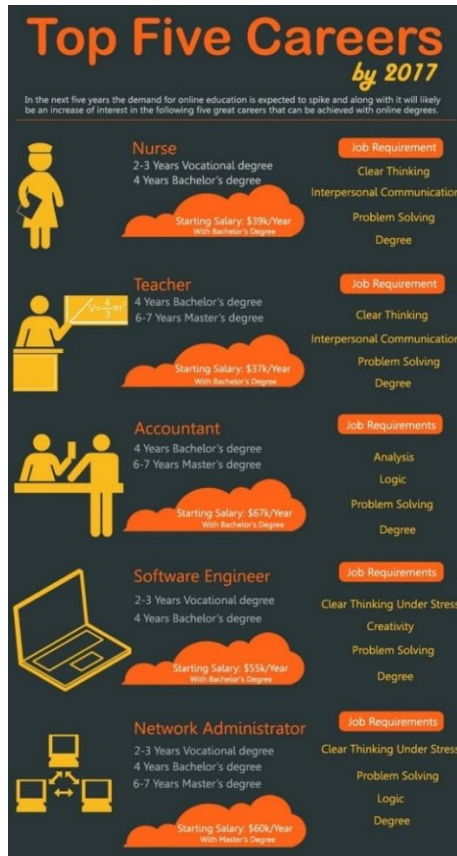 Top Five Careers
by 2017
In the next five years the demand for online education is expected to spike and along with it will likely
be an increase of interest in the following five great careers that can be achieved with online degrees.
Nurse
2-3 Years Vocational degree
4 Years Bachelor's degree
Starting Salary: $39k/Year
With Bachelor's Degree
Job Requirement
Clear Thinking
Interpersonal Communication
Problem Solving
Degree
V=4/3πr³
Teacher
4 Years Bachelor's degree
6-7 Years Master's degree
Starting Salary: $37k/Year
With Bachelor's Degree
Job Requirement
Clear Thinking
Interpersonal Communication
Problem Solving
Degree
Accountant
4 Years Bachelor's degree
6-7 Years Master's degree
Starting Salary: $67k/Year
With Bachelor's Degree
Job Requirements
Analysis
Logic
Problem Solving
Degree
Software Engineer
2-3 Years Vocational degree
4 Years Bachelor's degree
Starting Salary: $55k/Year
With Bachelor's Degree
Job Requirements
Clear Thinking Under Stress
Creativity
Problem Solving
Degree
Network Administrator
2-3 Years Vocational degree
4 Years Bachelor's degree
6-7 Years Master's degree
Starting Salary: $60k/Year
With Master's Degree
Job Requirements
Clear Thinking Under Stress
Problem Solving
Logic
Degree